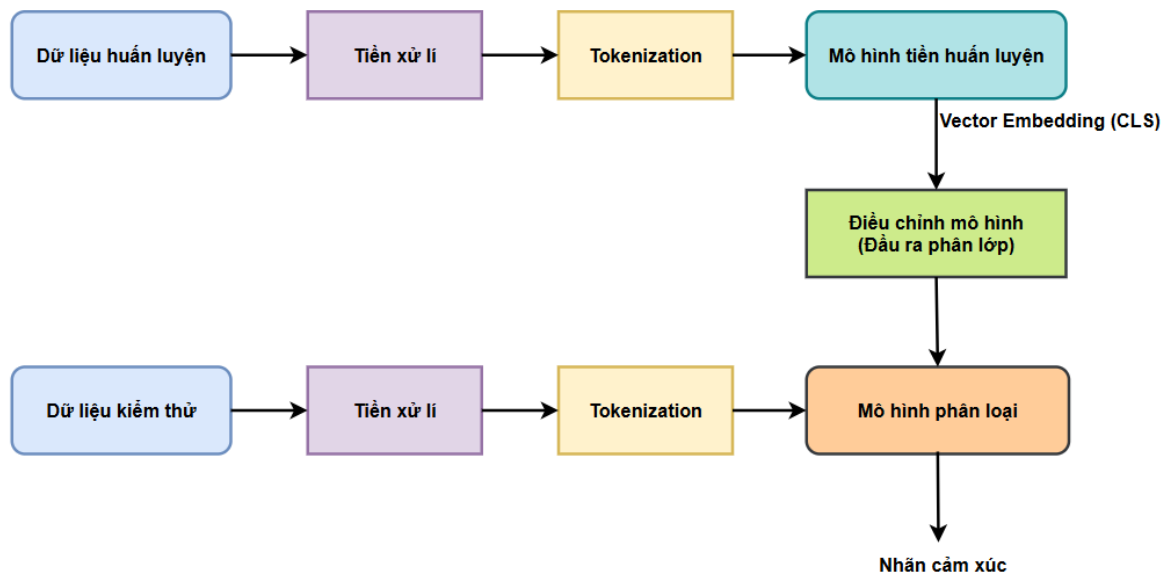 Dữ liệu huấn luyện
Tiền xử lí
Tokenization
Mô hình tiền huấn luyện
Vector Embedding (CLS)
Điều chỉnh mô hình
(Đầu ra phân lớp)
Dữ liệu kiểm thử
Tiền xử lí
Tokenization
Mô hình phân loại
Nhãn cảm xúc